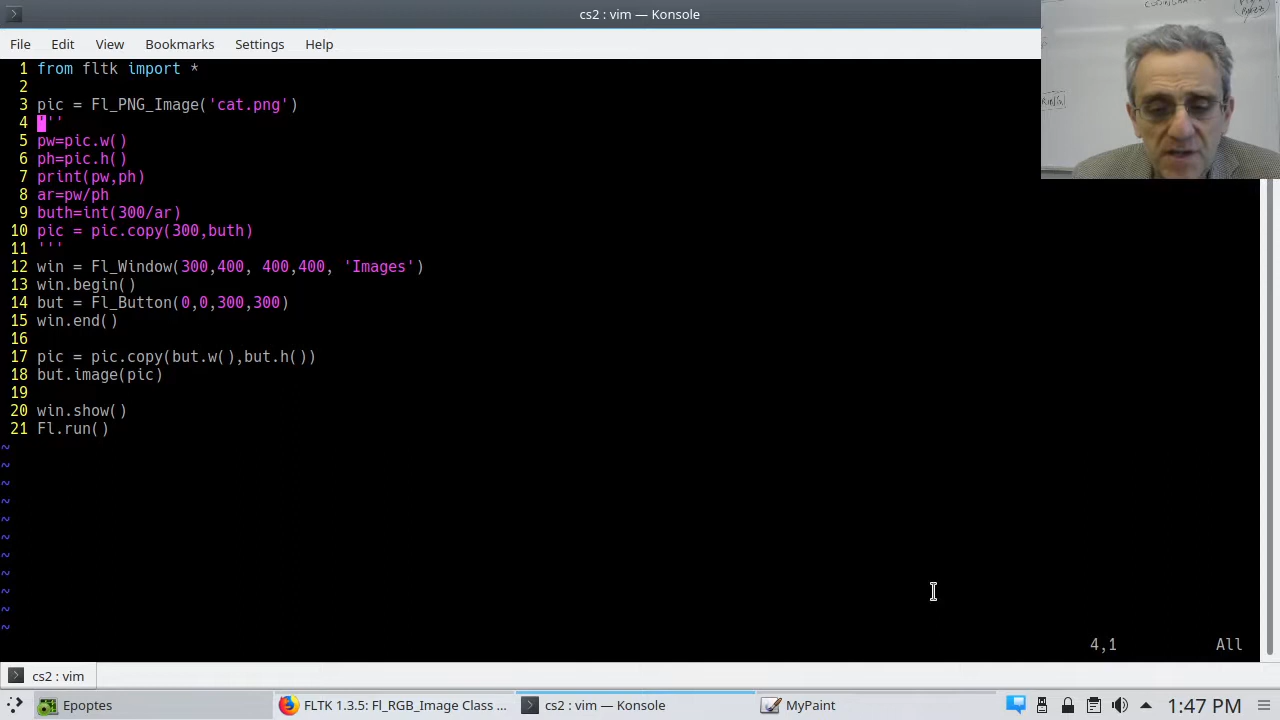 cs2 : vim — Konsole
File Edit View Bookmarks Settings Help
1 from fltk import *
2
3 pic = Fl_PNG_Image('cat.png')
4 '''
5 pw=pic.w()
6 ph=pic.h()
7 print(pw,ph)
8 ar=pw/ph
9 buth=int(300/ar)
10 pic = pic.copy(300,buth)
11 '''
12 win = Fl_Window(300,400, 400,400, 'Images')
13 win.begin()
14 but = Fl_Button(0,0,300,300)
15 win.end()
16
17 pic = pic.copy(but.w(),but.h())
18 but.image(pic)
19
20 win.show()
21 Fl.run()
~
~
~
~
~
~
~
~
~
~
~
4,1 All
cs2 : vim
Epoptes FLTK 1.3.5: Fl_RGB_Image Class ... cs2 : vim — Konsole MyPaint 1:47 PM